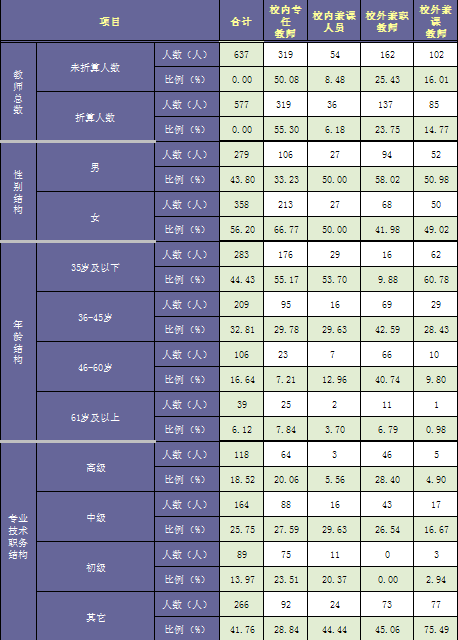 项目 合计 校内专任教师 校内兼课人员 校外兼职教师 校外兼课教师
教师总数 未折算人数 人数（人） 637 319 54 162 102
比例（%） 0.00 50.08 8.48 25.43 16.01
折算人数 人数（人） 577 319 36 137 85
比例（%） 0.00 55.30 6.18 23.75 14.77
性别结构 男 人数（人） 279 106 27 94 52
比例（%） 43.80 33.23 50.00 58.02 50.98
女 人数（人） 358 213 27 68 50
比例（%） 56.20 66.77 50.00 41.98 49.02
年龄结构 35岁及以下 人数（人） 283 176 29 16 62
比例（%） 44.43 55.17 53.70 9.88 60.78
36-45岁 人数（人） 209 95 16 69 29
比例（%） 32.81 29.78 29.63 42.59 28.43
46-60岁 人数（人） 106 23 7 66 10
比例（%） 16.64 7.21 12.96 40.74 9.80
61岁及以上 人数（人） 39 25 2 11 1
比例（%） 6.12 7.84 3.70 6.79 0.98
专业技术职务结构 高级 人数（人） 118 64 3 46 5
比例（%） 18.52 20.06 5.56 28.40 4.90
中级 人数（人） 164 88 16 43 17
比例（%） 25.75 27.59 29.63 26.54 16.67
初级 人数（人） 89 75 11 0 3
比例（%） 13.97 23.51 20.37 0.00 2.94
其它 人数（人） 266 92 24 73 77
比例（%） 41.76 28.84 44.44 45.06 75.49